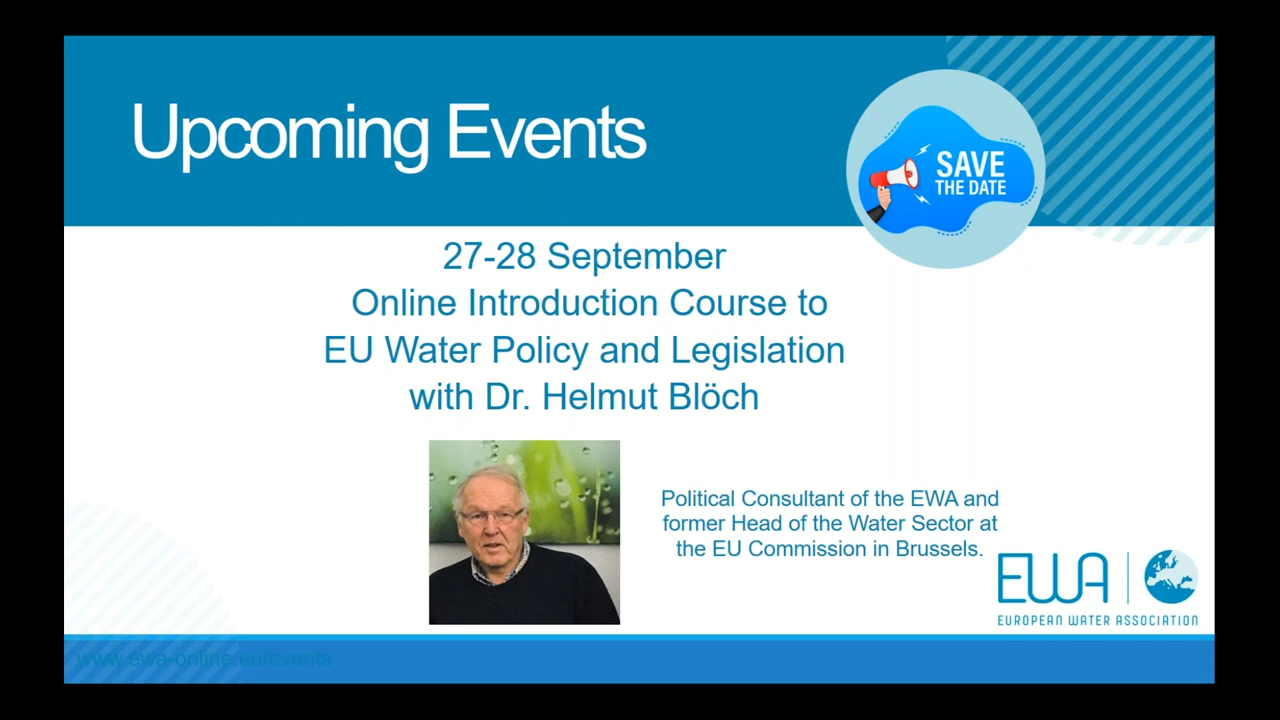 Upcoming Events
SAVE
THE DATE
27-28 September
Online Introduction Course to
EU Water Policy and Legislation
with Dr. Helmut Blöch
Political Consultant of the EWA and
former Head of the Water Sector at
the EU Commission in Brussels.
EWA
EUROPEAN WATER ASSOCIATION
www.ewa-online.eu/events